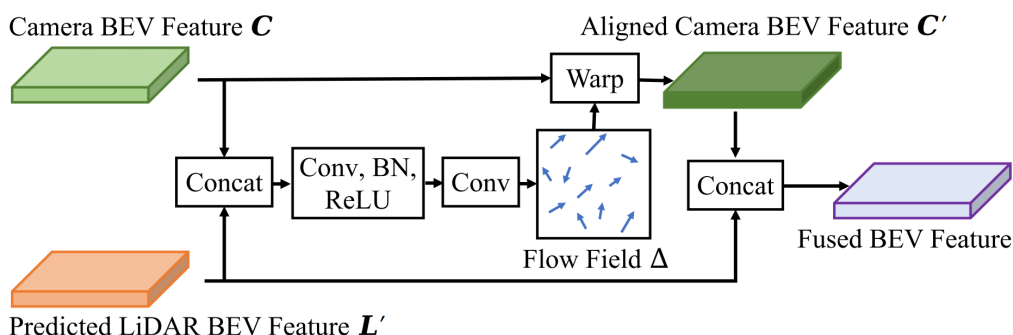 Camera BEV Feature C
Aligned Camera BEV Feature C′
Warp
Concat
Conv, BN,
ReLU
Conv
Concat
Flow Field Δ
Fused BEV Feature
Predicted LiDAR BEV Feature L′